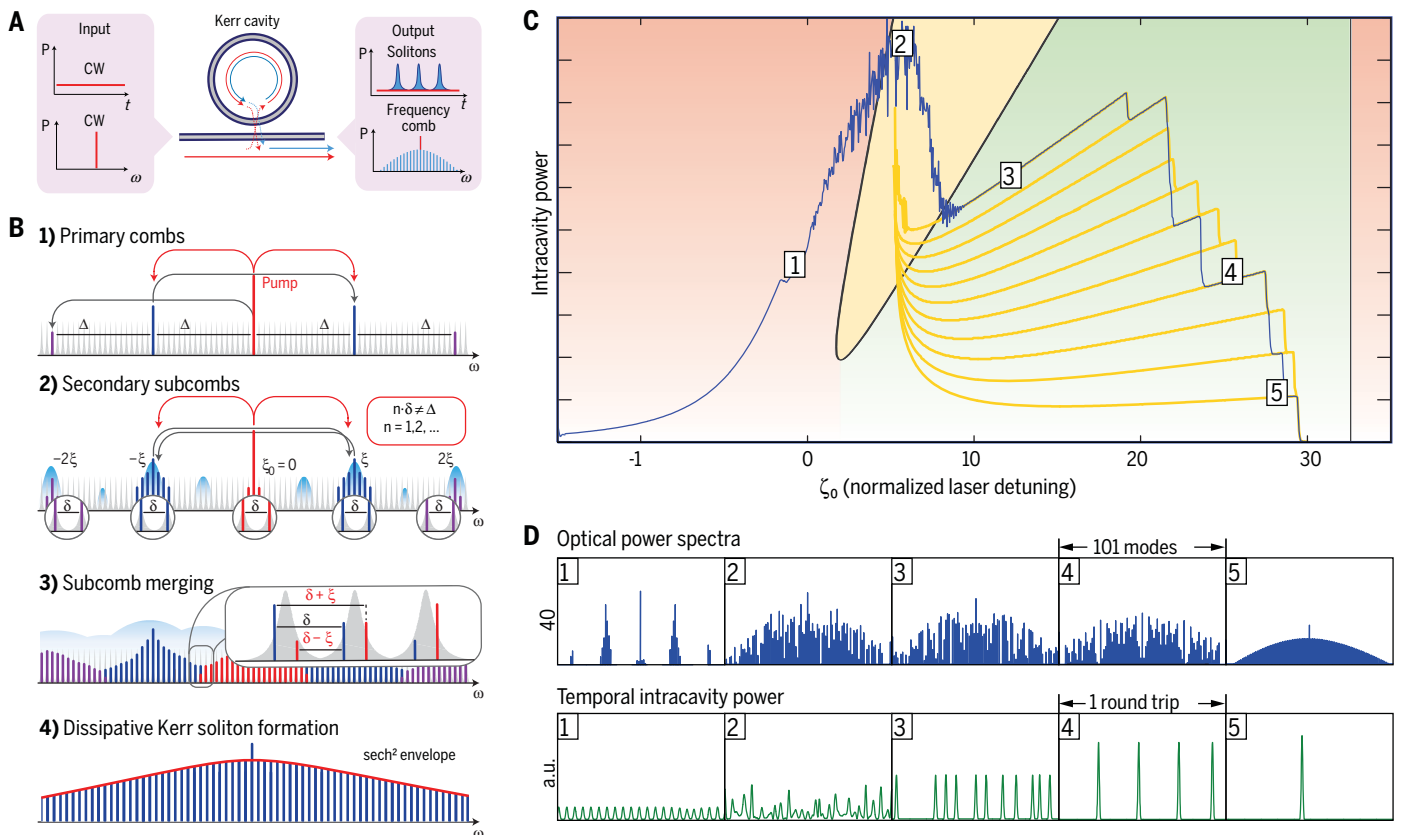 A
Input
P
CW
t
P
CW
ω
Kerr cavity
Output
Solitons
P
t
Frequency
comb
P
ω
B
1) Primary combs
Pump
Δ Δ Δ Δ
ω
2) Secondary subcombs
n·δ ≠ Δ
n = 1,2, ...
−2ξ −ξ ξ₀ = 0 ξ 2ξ
δ δ δ δ δ
ω
3) Subcomb merging
δ + ξ
δ
δ − ξ
ω
4) Dissipative Kerr soliton formation
sech² envelope
ω
C
Intracavity power
1
2
3
4
5
-1 0 10 20 30
ζ₀ (normalized laser detuning)
D
Optical power spectra
101 modes
40
1 2 3 4 5
Temporal intracavity power
1 round trip
a.u.
1 2 3 4 5